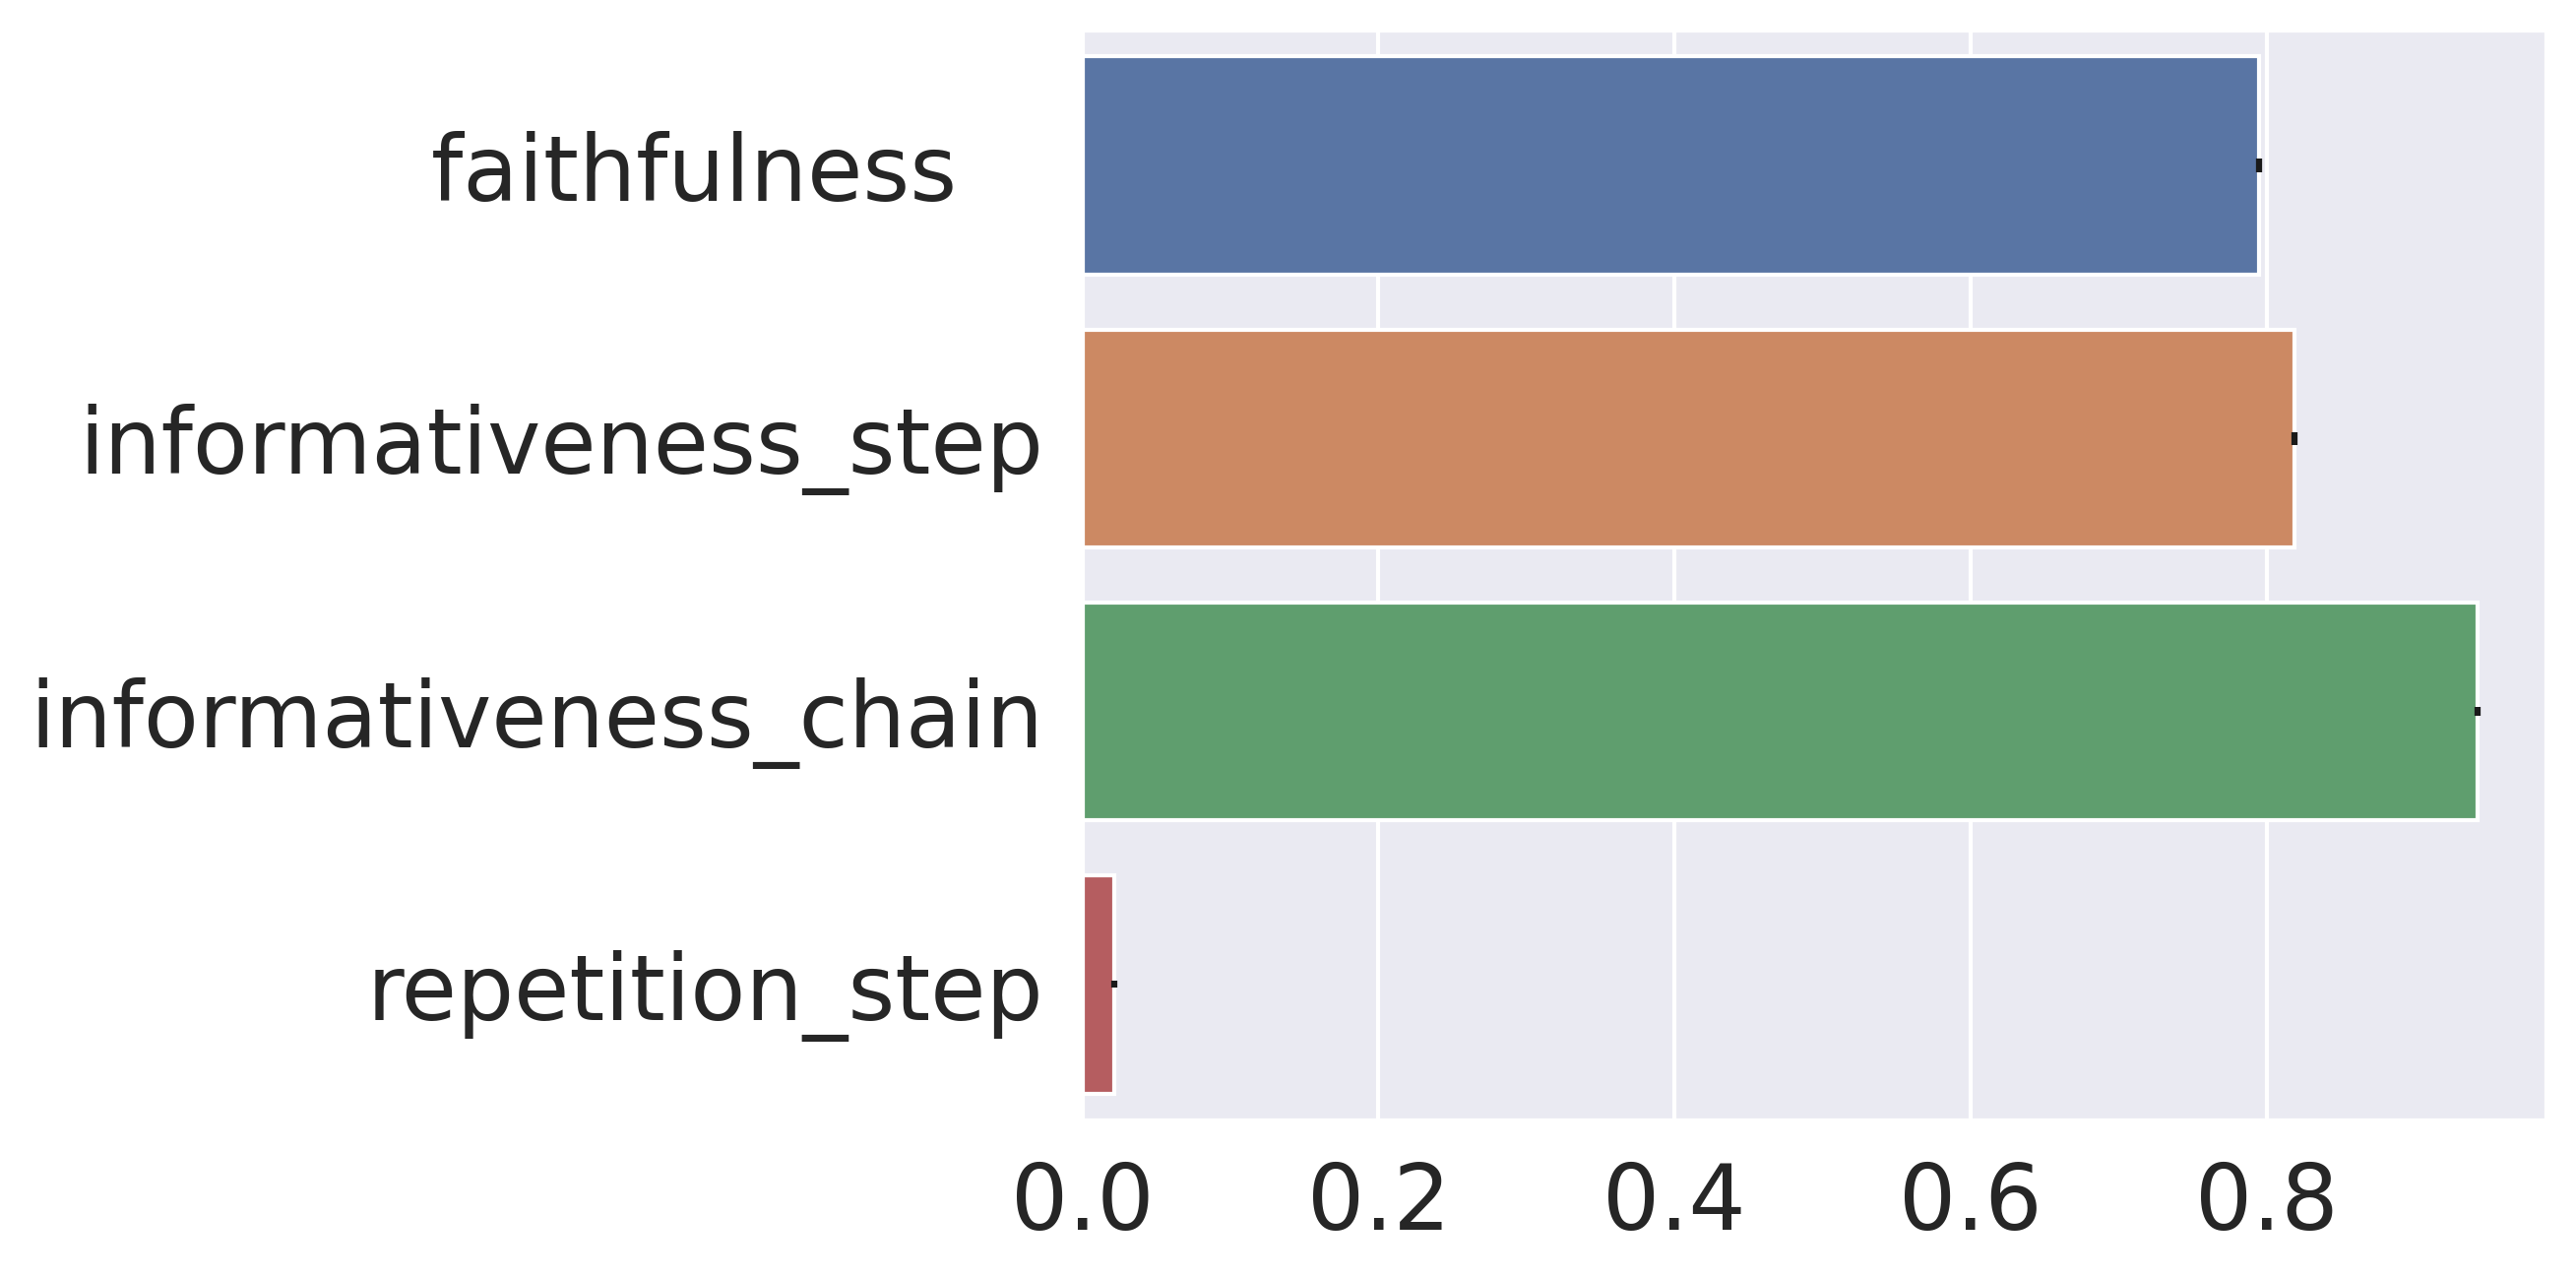 faithfulness
informativeness_step
informativeness_chain
repetition_step
0.0 0.2 0.4 0.6 0.8